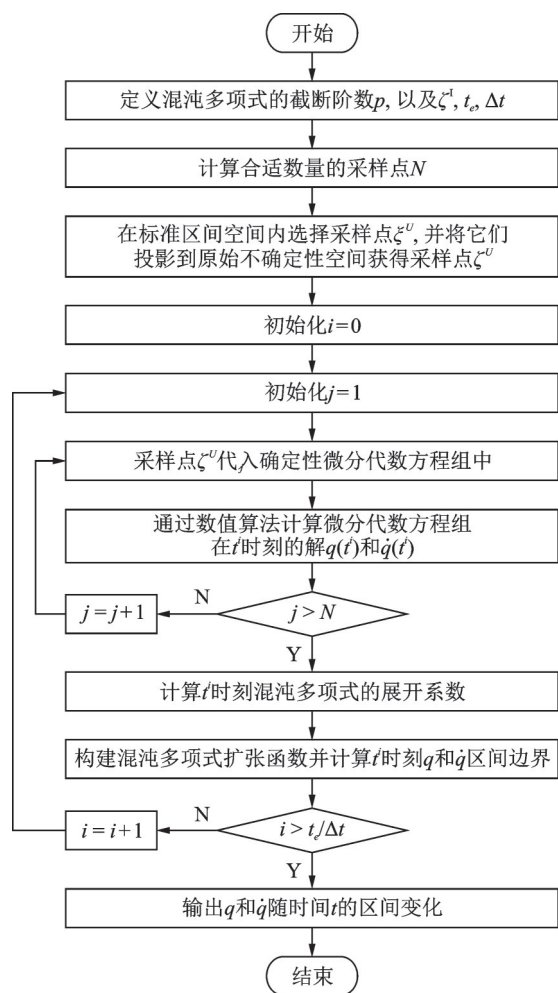 开始
定义混沌多项式的截断阶数p, 以及ζᴵ, tₑ, Δt
计算合适数量的采样点N
在标准区间空间内选择采样点ξᵁ, 并将它们
投影到原始不确定性空间获得采样点ζᵁ
初始化i=0
初始化j=1
采样点ζᵁ代入确定性微分代数方程组中
通过数值算法计算微分代数方程组
在tⁱ时刻的解q(tⁱ)和q̇(tⁱ)
j=j+1
N
j>N
Y
计算tⁱ时刻混沌多项式的展开系数
构建混沌多项式扩张函数并计算tⁱ时刻q和q̇区间边界
i=i+1
N
i>tₑ/Δt
Y
输出q和q̇随时间t的区间变化
结束